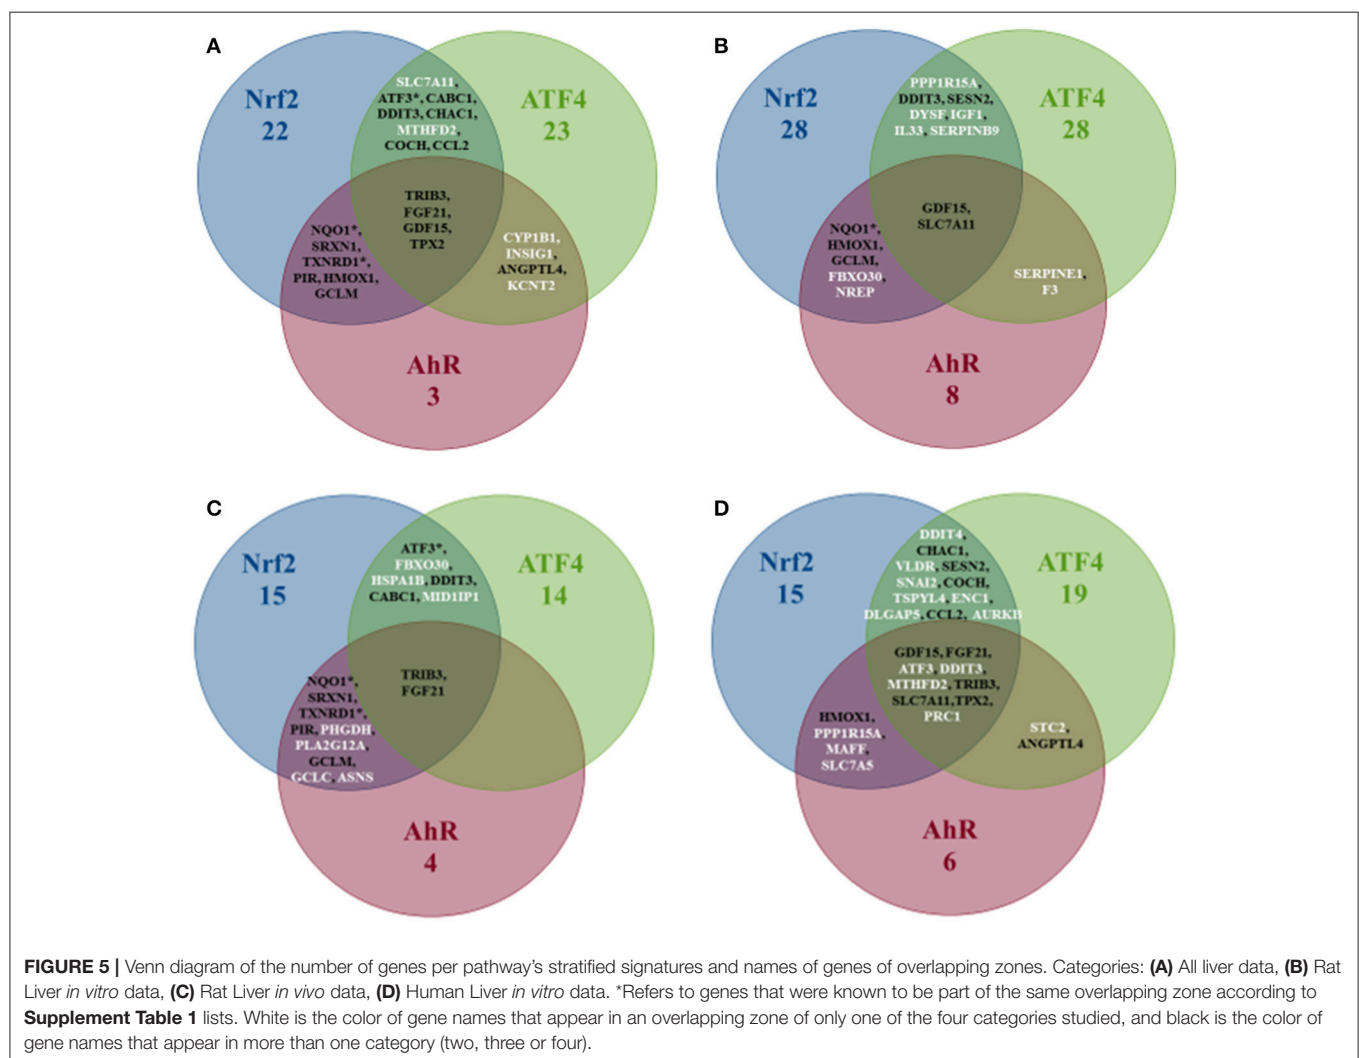 A
Nrf2
22
ATF4
23
SLC7A11,
ATF3*, CABC1,
DDIT3, CHAC1,
MTHFD2,
COCH, CCL2
TRIB3,
FGF21,
GDF15,
TPX2
NQO1*,
SRXN1,
TXNRD1*,
PIR, HMOX1,
GCLM
CYP1B1,
INSIG1,
ANGPTL4,
KCNT2
AhR
3
B
Nrf2
28
ATF4
28
PPP1R15A,
DDIT3, SESN2,
DYSF, IGF1,
IL33, SERPINB9
GDF15,
SLC7A11
NQO1*,
HMOX1,
GCLM,
FBXO30,
NREP
SERPINE1,
F3
AhR
8
C
Nrf2
15
ATF4
14
ATF3*,
FBXO30,
HSPA1B, DDIT3,
CABC1, MID1IP1
TRIB3,
FGF21
NQO1*,
SRXN1,
TXNRD1*,
PIR, PHGDH,
PLA2G12A,
GCLM,
GCLC, ASNS
AhR
4
D
Nrf2
15
ATF4
19
DDIT4,
CHAC1,
VLDR, SESN2,
SNAI2, COCH,
TSPYL4, ENC1,
DLGAP5, CCL2, AURKB
GDF15, FGF21,
ATF3, DDIT3,
MTHFD2, TRIB3,
SLC7A11, TPX2,
PRC1
HMOX1,
PPP1R15A,
MAFF,
SLC7A5
STC2,
ANGPTL4
AhR
6
FIGURE 5 | Venn diagram of the number of genes per pathway's stratified signatures and names of genes of overlapping zones. Categories: (A) All liver data, (B) Rat
Liver in vitro data, (C) Rat Liver in vivo data, (D) Human Liver in vitro data. *Refers to genes that were known to be part of the same overlapping zone according to
Supplement Table 1 lists. White is the color of gene names that appear in an overlapping zone of only one of the four categories studied, and black is the color of
gene names that appear in more than one category (two, three or four).